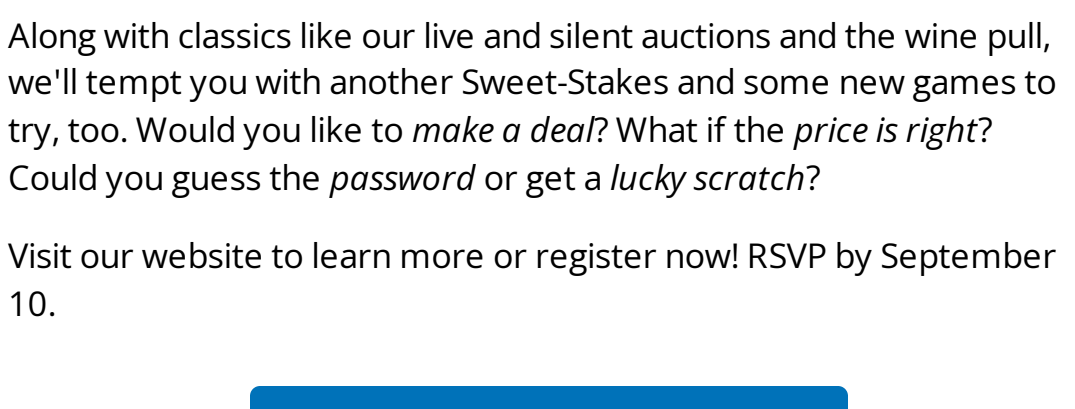 Along with classics like our live and silent auctions and the wine pull,
we'll tempt you with another Sweet-Stakes and some new games to
try, too. Would you like to make a deal? What if the price is right?
Could you guess the password or get a lucky scratch?
Visit our website to learn more or register now! RSVP by September
10.